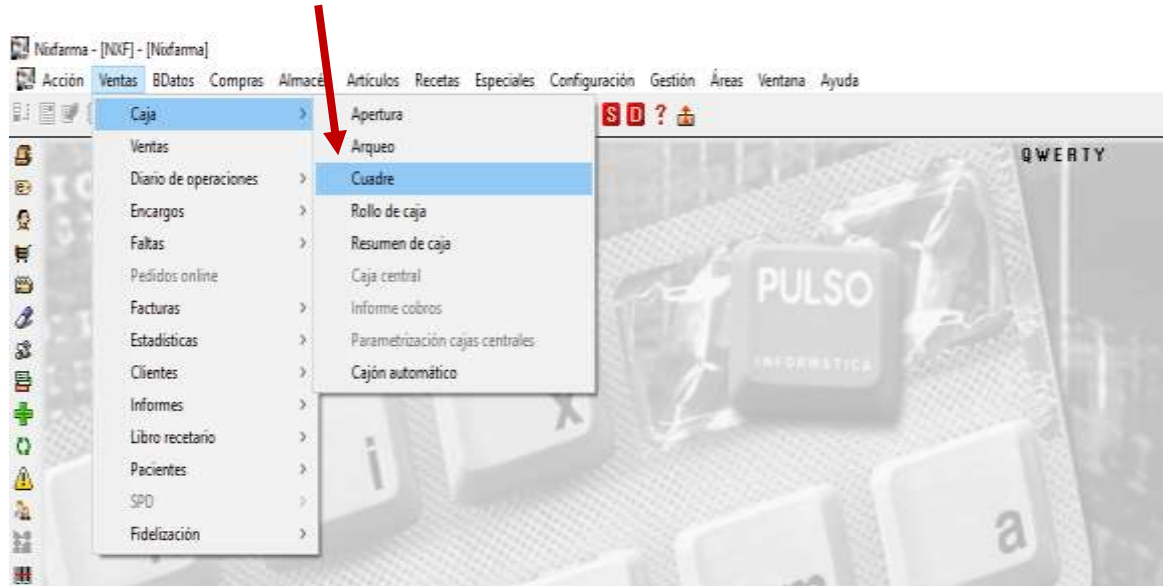 Nixfarma - [NXF] - [Nixfarma]
Acción Ventas BDatos Compras Almacé Artículos Recetas Especiales Configuración Gestión Áreas Ventana Ayuda
S D ?
Caja >
Ventas
Diario de operaciones >
Encargos >
Faltas >
Pedidos online
Facturas >
Estadísticas >
Clientes >
Informes >
Libro recetario >
Pacientes >
SPD >
Fidelización >
Apertura
Arqueo
Cuadre
Rollo de caja
Resumen de caja
Caja central
Informe cobros
Parametrización cajas centrales
Cajón automático
QWERTY
PULSO
INFORMATICA
x
i
a